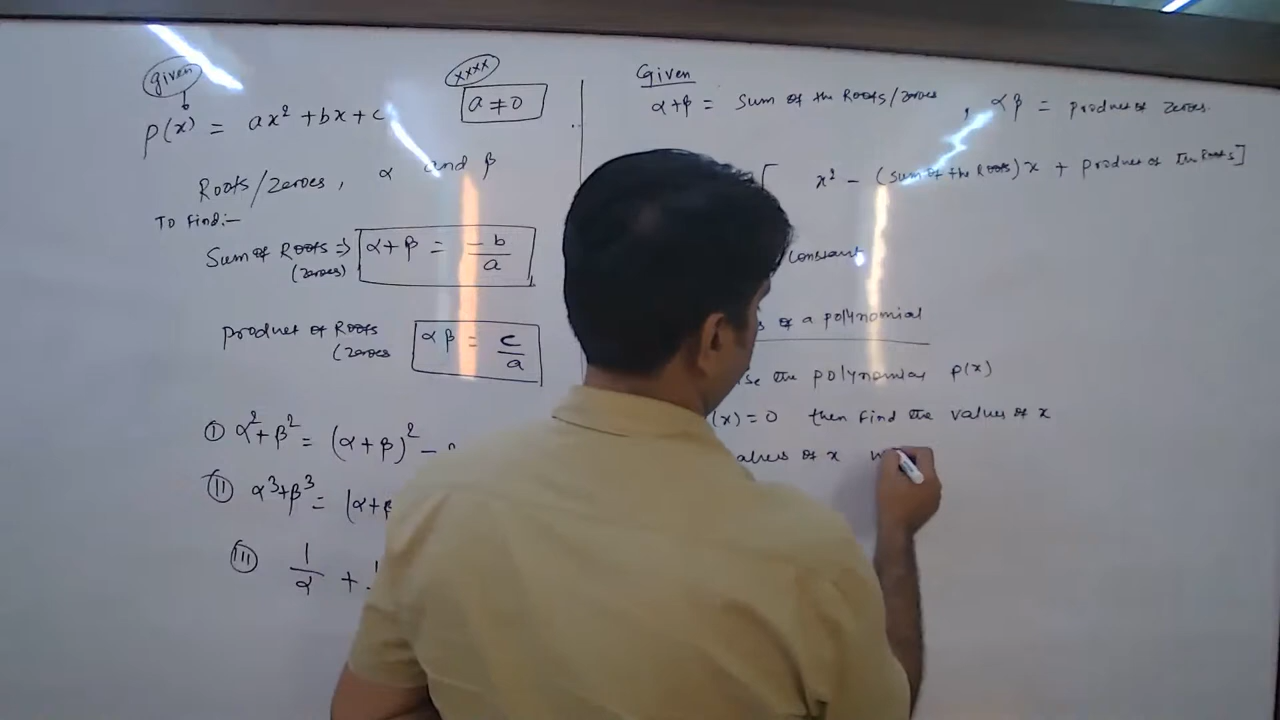 given
p(x) = ax² + bx + c
xxxx
a ≠ 0
Roots/Zeroes, α and β
To Find:-
Sum of Roots ⇒ α+β = -b/a
(zeroes)
product of Roots αβ = c/a
(zeroes
① α²+β² = (α+β)² -
② α³+β³ = (α+β
③ 1/α +
Given
α+β = Sum of the Roots/zeroes, αβ = product of zeroes.
[ x² - (sum of the Roots)x + product of the Roots]
constant
of a polynomial
the polynomial p(x)
(x) = 0 then find the values of x
of x